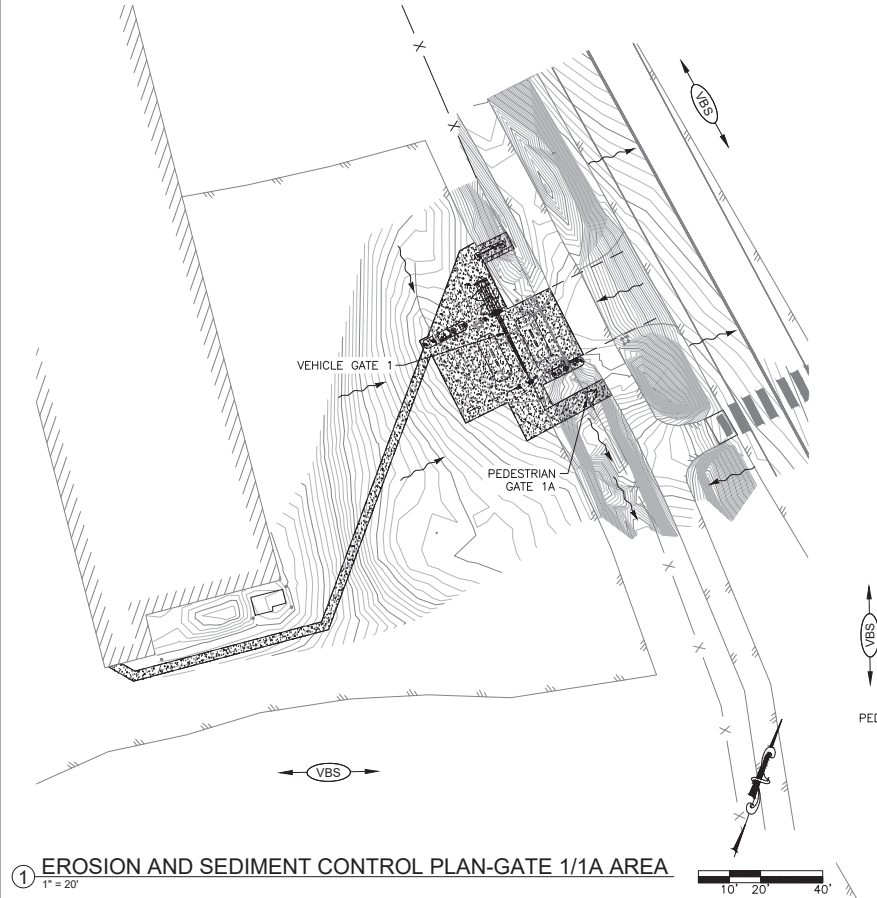 X
X
VBS
VEHICLE GATE 1
PEDESTRIAN
GATE 1A
X
X
VBS
X
PED
VBS
X
1 EROSION AND SEDIMENT CONTROL PLAN-GATE 1/1A AREA
1" = 20'
10' 20' 40'